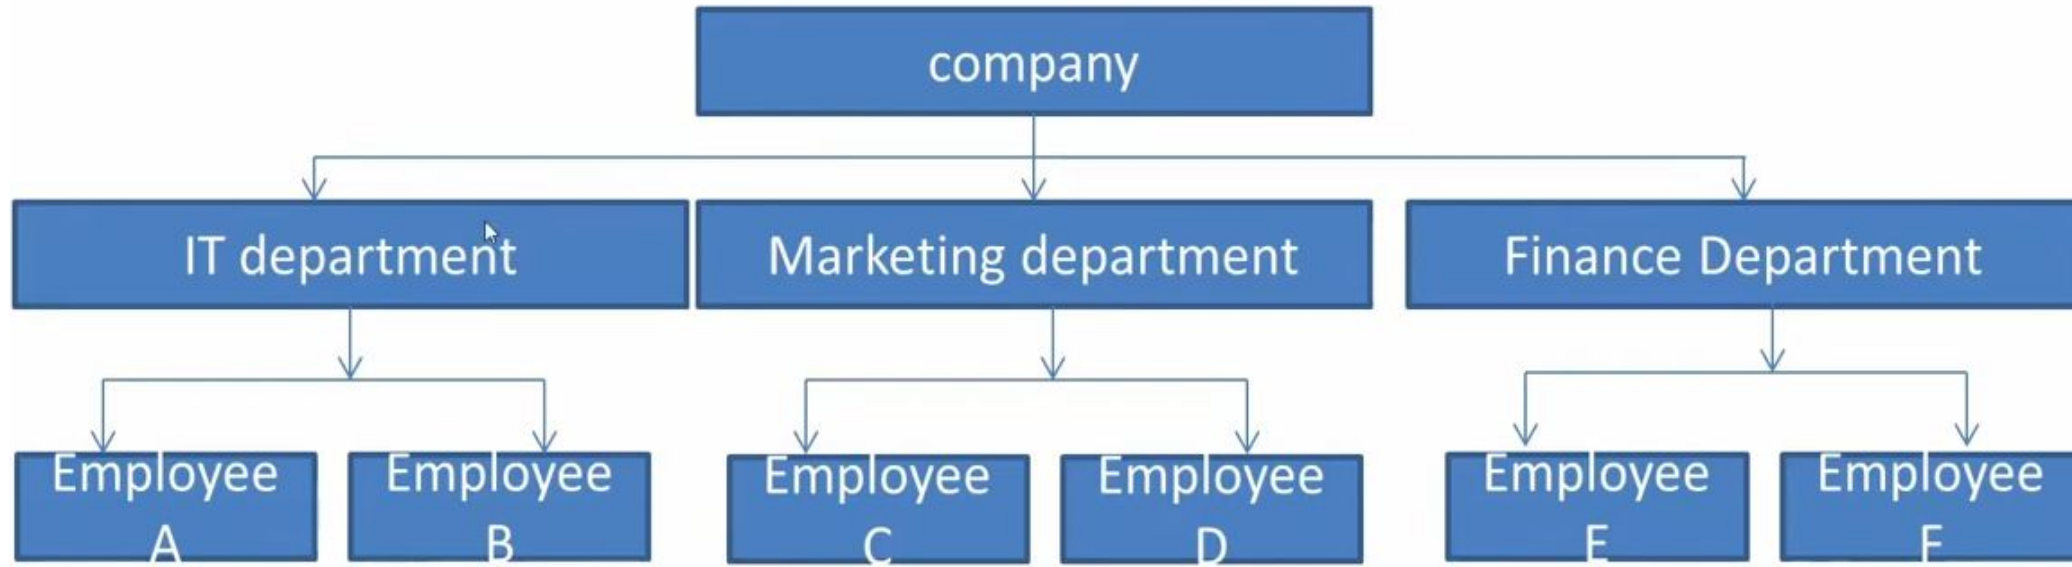 company
IT department
Marketing department
Finance Department
Employee
A
Employee
B
Employee
C
Employee
D
Employee
E
Employee
F